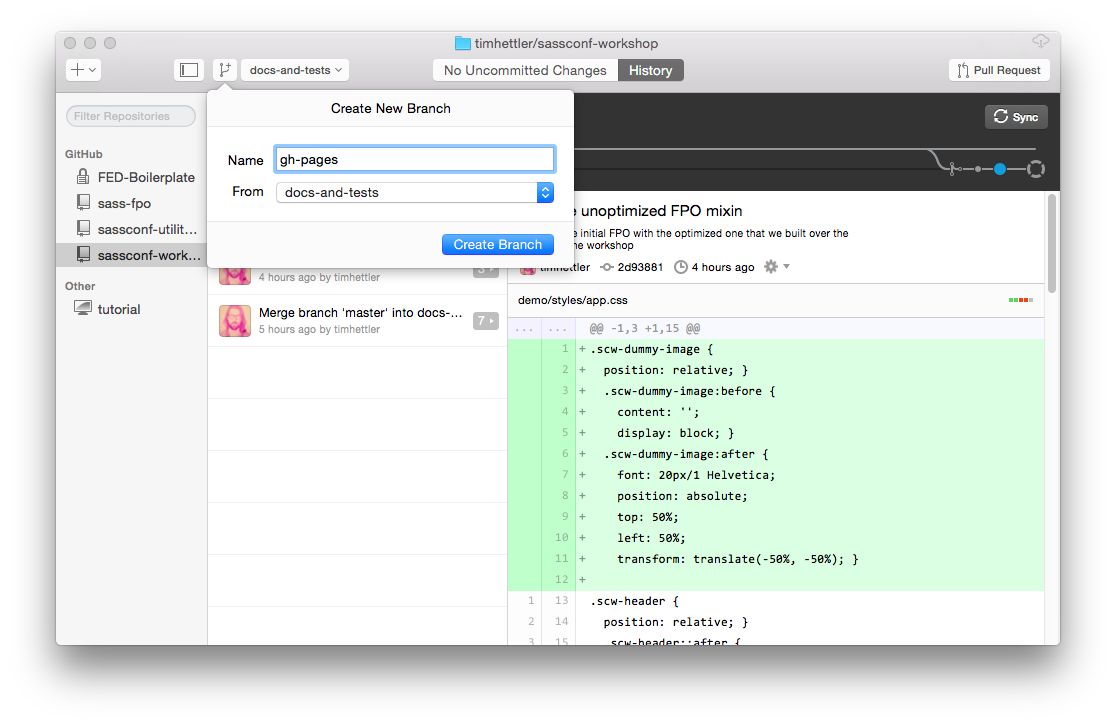 timhettler/sassconf-workshop
docs-and-tests
No Uncommitted Changes
History
Pull Request
Filter Repositories
GitHub
FED-Boilerplate
sass-fpo
sassconf-utilit...
sassconf-work...
Other
tutorial
Create New Branch
Name
gh-pages
From
docs-and-tests
Create Branch
Sync
4 hours ago by timhettler
Merge branch 'master' into docs-...
5 hours ago by timhettler
7
unoptimized FPO mixin
initial FPO with the optimized one that we built over the
workshop
timhettler
2d93881
4 hours ago
demo/styles/app.css
... ... @@ -1,3 +1,15 @@
1 + .scw-dummy-image {
2 + position: relative; }
3 + .scw-dummy-image:before {
4 + content: '';
5 + display: block; }
6 + .scw-dummy-image:after {
7 + font: 20px/1 Helvetica;
8 + position: absolute;
9 + top: 50%;
10 + left: 50%;
11 + transform: translate(-50%, -50%); }
12 +
1 13 .scw-header {
2 14 position: relative; }
3 15 .scw-header::after {